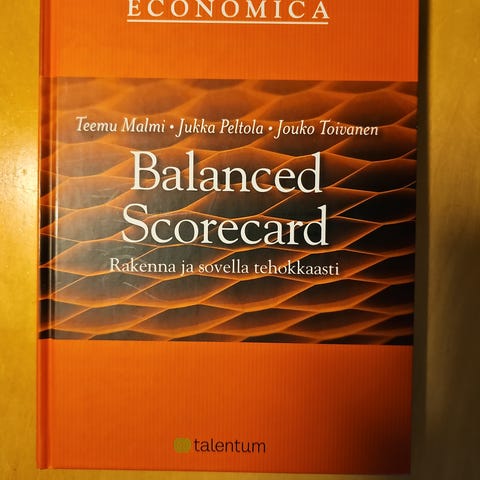 ECONOMICA
Teemu Malmi • Jukka Peltola • Jouko Toivanen
Balanced
Scorecard
Rakenna ja sovella tehokkaasti
talentum